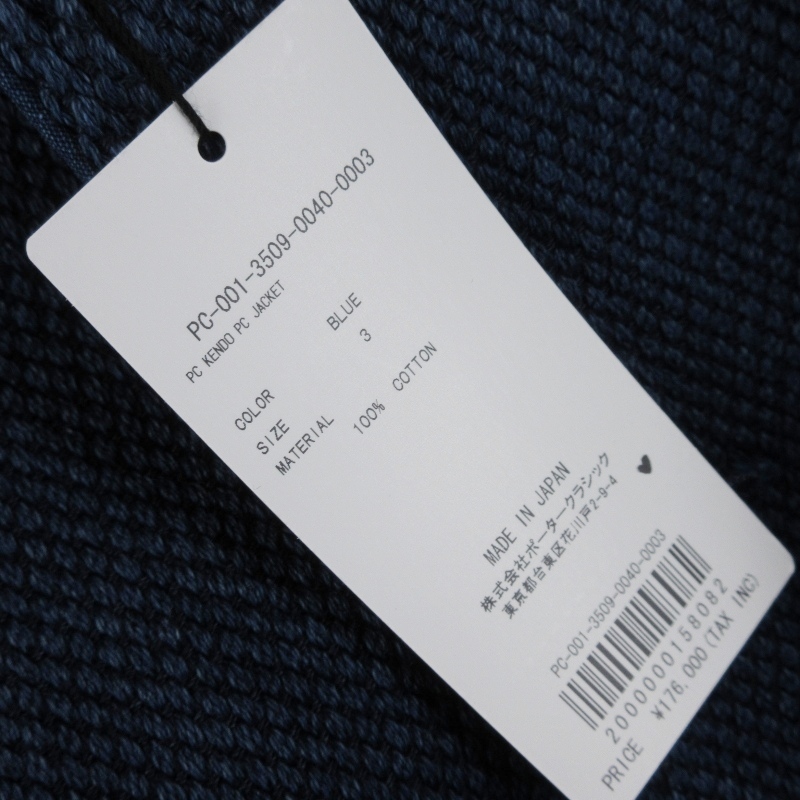 PC-001-3509-0040-0003
PC KENDO PC JACKET
COLOR BLUE
SIZE 3
MATERIAL 100% COTTON
MADE IN JAPAN
株式会社ポータークラシック
東京都台東区花川戸2-9-4
PC-001-3509-0040-0003
2000000158082
PRICE ¥176,000(TAX INC)